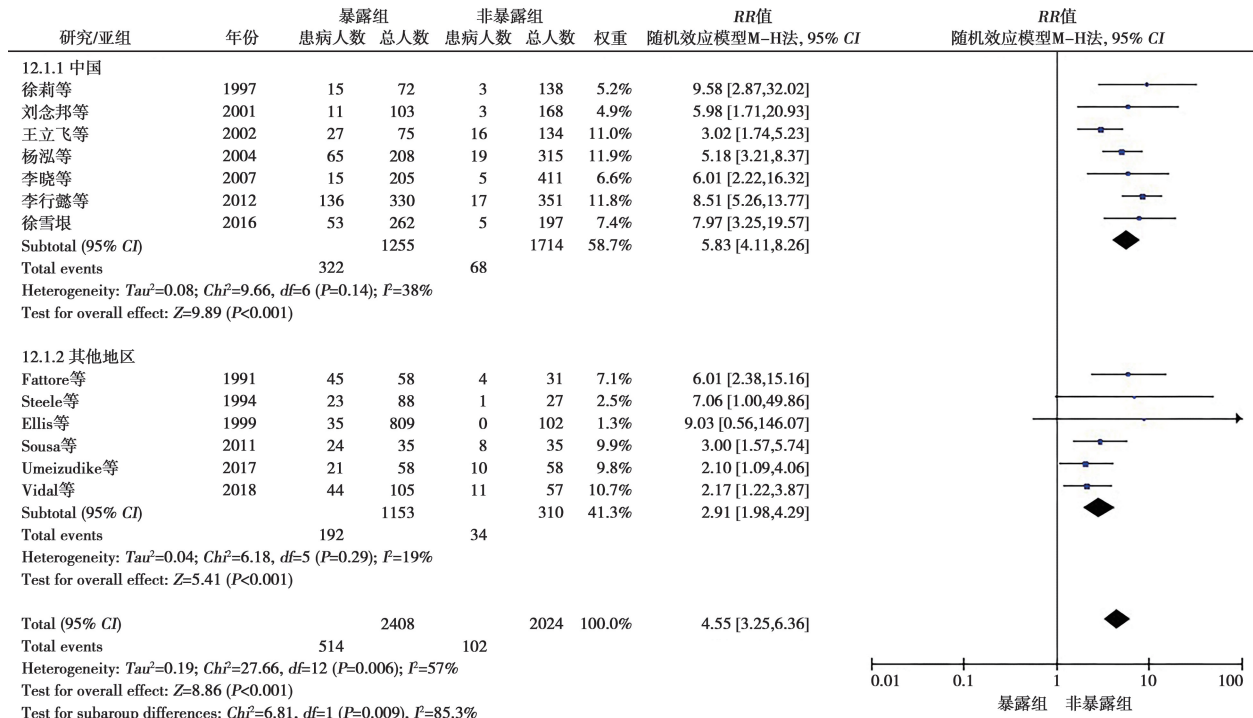 暴露组 非暴露组 RR值 RR值
研究/亚组 年份 患病人数 总人数 患病人数 总人数 权重 随机效应模型M-H法, 95% CI 随机效应模型M-H法, 95% CI
12.1.1 中国
徐莉等 1997 15 72 3 138 5.2% 9.58 [2.87,32.02]
刘念邦等 2001 11 103 3 168 4.9% 5.98 [1.71,20.93]
王立飞等 2002 27 75 16 134 11.0% 3.02 [1.74,5.23]
杨泓等 2004 65 208 19 315 11.9% 5.18 [3.21,8.37]
李晓等 2007 15 205 5 411 6.6% 6.01 [2.22,16.32]
李行懿等 2012 136 330 17 351 11.8% 8.51 [5.26,13.77]
徐雪垠 2016 53 262 5 197 7.4% 7.97 [3.25,19.57]
Subtotal (95% CI) 1255 1714 58.7% 5.83 [4.11,8.26]
Total events 322 68
Heterogeneity: Tau²=0.08; Chi²=9.66, df=6 (P=0.14); I²=38%
Test for overall effect: Z=9.89 (P<0.001)
12.1.2 其他地区
Fattore等 1991 45 58 4 31 7.1% 6.01 [2.38,15.16]
Steele等 1994 23 88 1 27 2.5% 7.06 [1.00,49.86]
Ellis等 1999 35 809 0 102 1.3% 9.03 [0.56,146.07]
Sousa等 2011 24 35 8 35 9.9% 3.00 [1.57,5.74]
Umeizudike等 2017 21 58 10 58 9.8% 2.10 [1.09,4.06]
Vidal等 2018 44 105 11 57 10.7% 2.17 [1.22,3.87]
Subtotal (95% CI) 1153 310 41.3% 2.91 [1.98,4.29]
Total events 192 34
Heterogeneity: Tau²=0.04; Chi²=6.18, df=5 (P=0.29); I²=19%
Test for overall effect: Z=5.41 (P<0.001)
Total (95% CI) 2408 2024 100.0% 4.55 [3.25,6.36]
Total events 514 102
Heterogeneity: Tau²=0.19; Chi²=27.66, df=12 (P=0.006); I²=57%
Test for overall effect: Z=8.86 (P<0.001)
Test for subgroup differences: Chi²=6.81, df=1 (P=0.009), I²=85.3%
0.01 0.1 1 10 100
暴露组 非暴露组